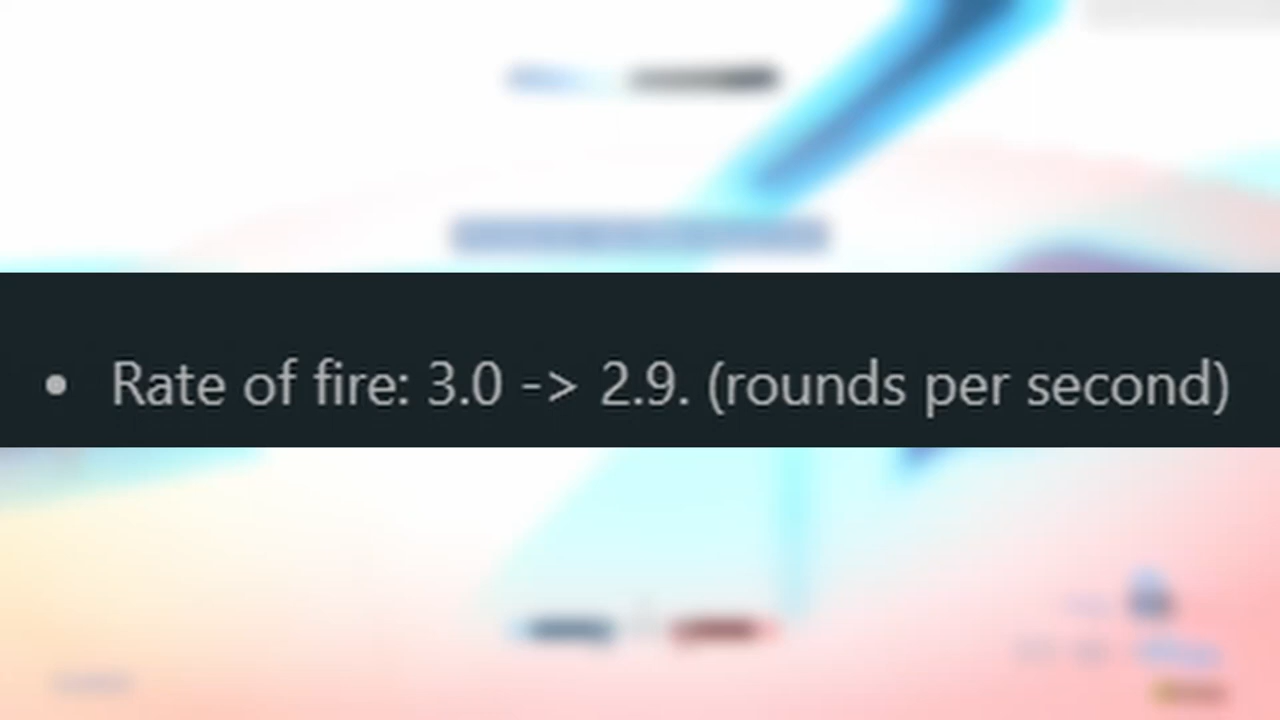 • Rate of fire: 3.0 -> 2.9. (rounds per second)